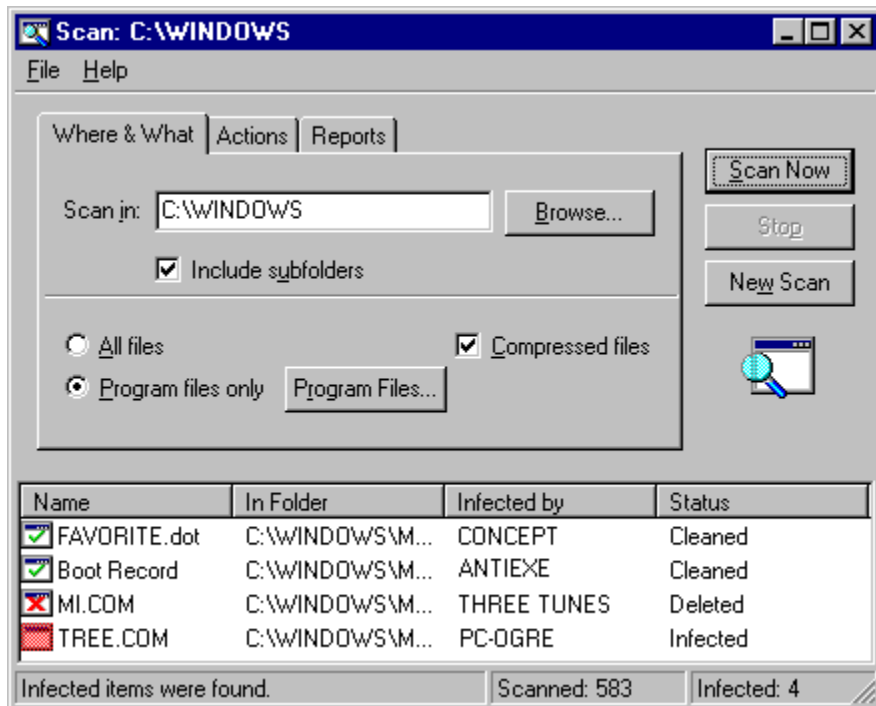 Scan: C:\WINDOWS
File Help
Where & What Actions Reports
Scan Now
Scan in: C:\WINDOWS Browse...
Stop
Include subfolders
New Scan
All files Compressed files
Program files only Program Files...
Name In Folder Infected by Status
FAVORITE.dot C:\WINDOWS\M... CONCEPT Cleaned
Boot Record C:\WINDOWS\M... ANTIEXE Cleaned
MI.COM C:\WINDOWS\M... THREE TUNES Deleted
TREE.COM C:\WINDOWS\M... PC-OGRE Infected
Infected items were found. Scanned: 583 Infected: 4